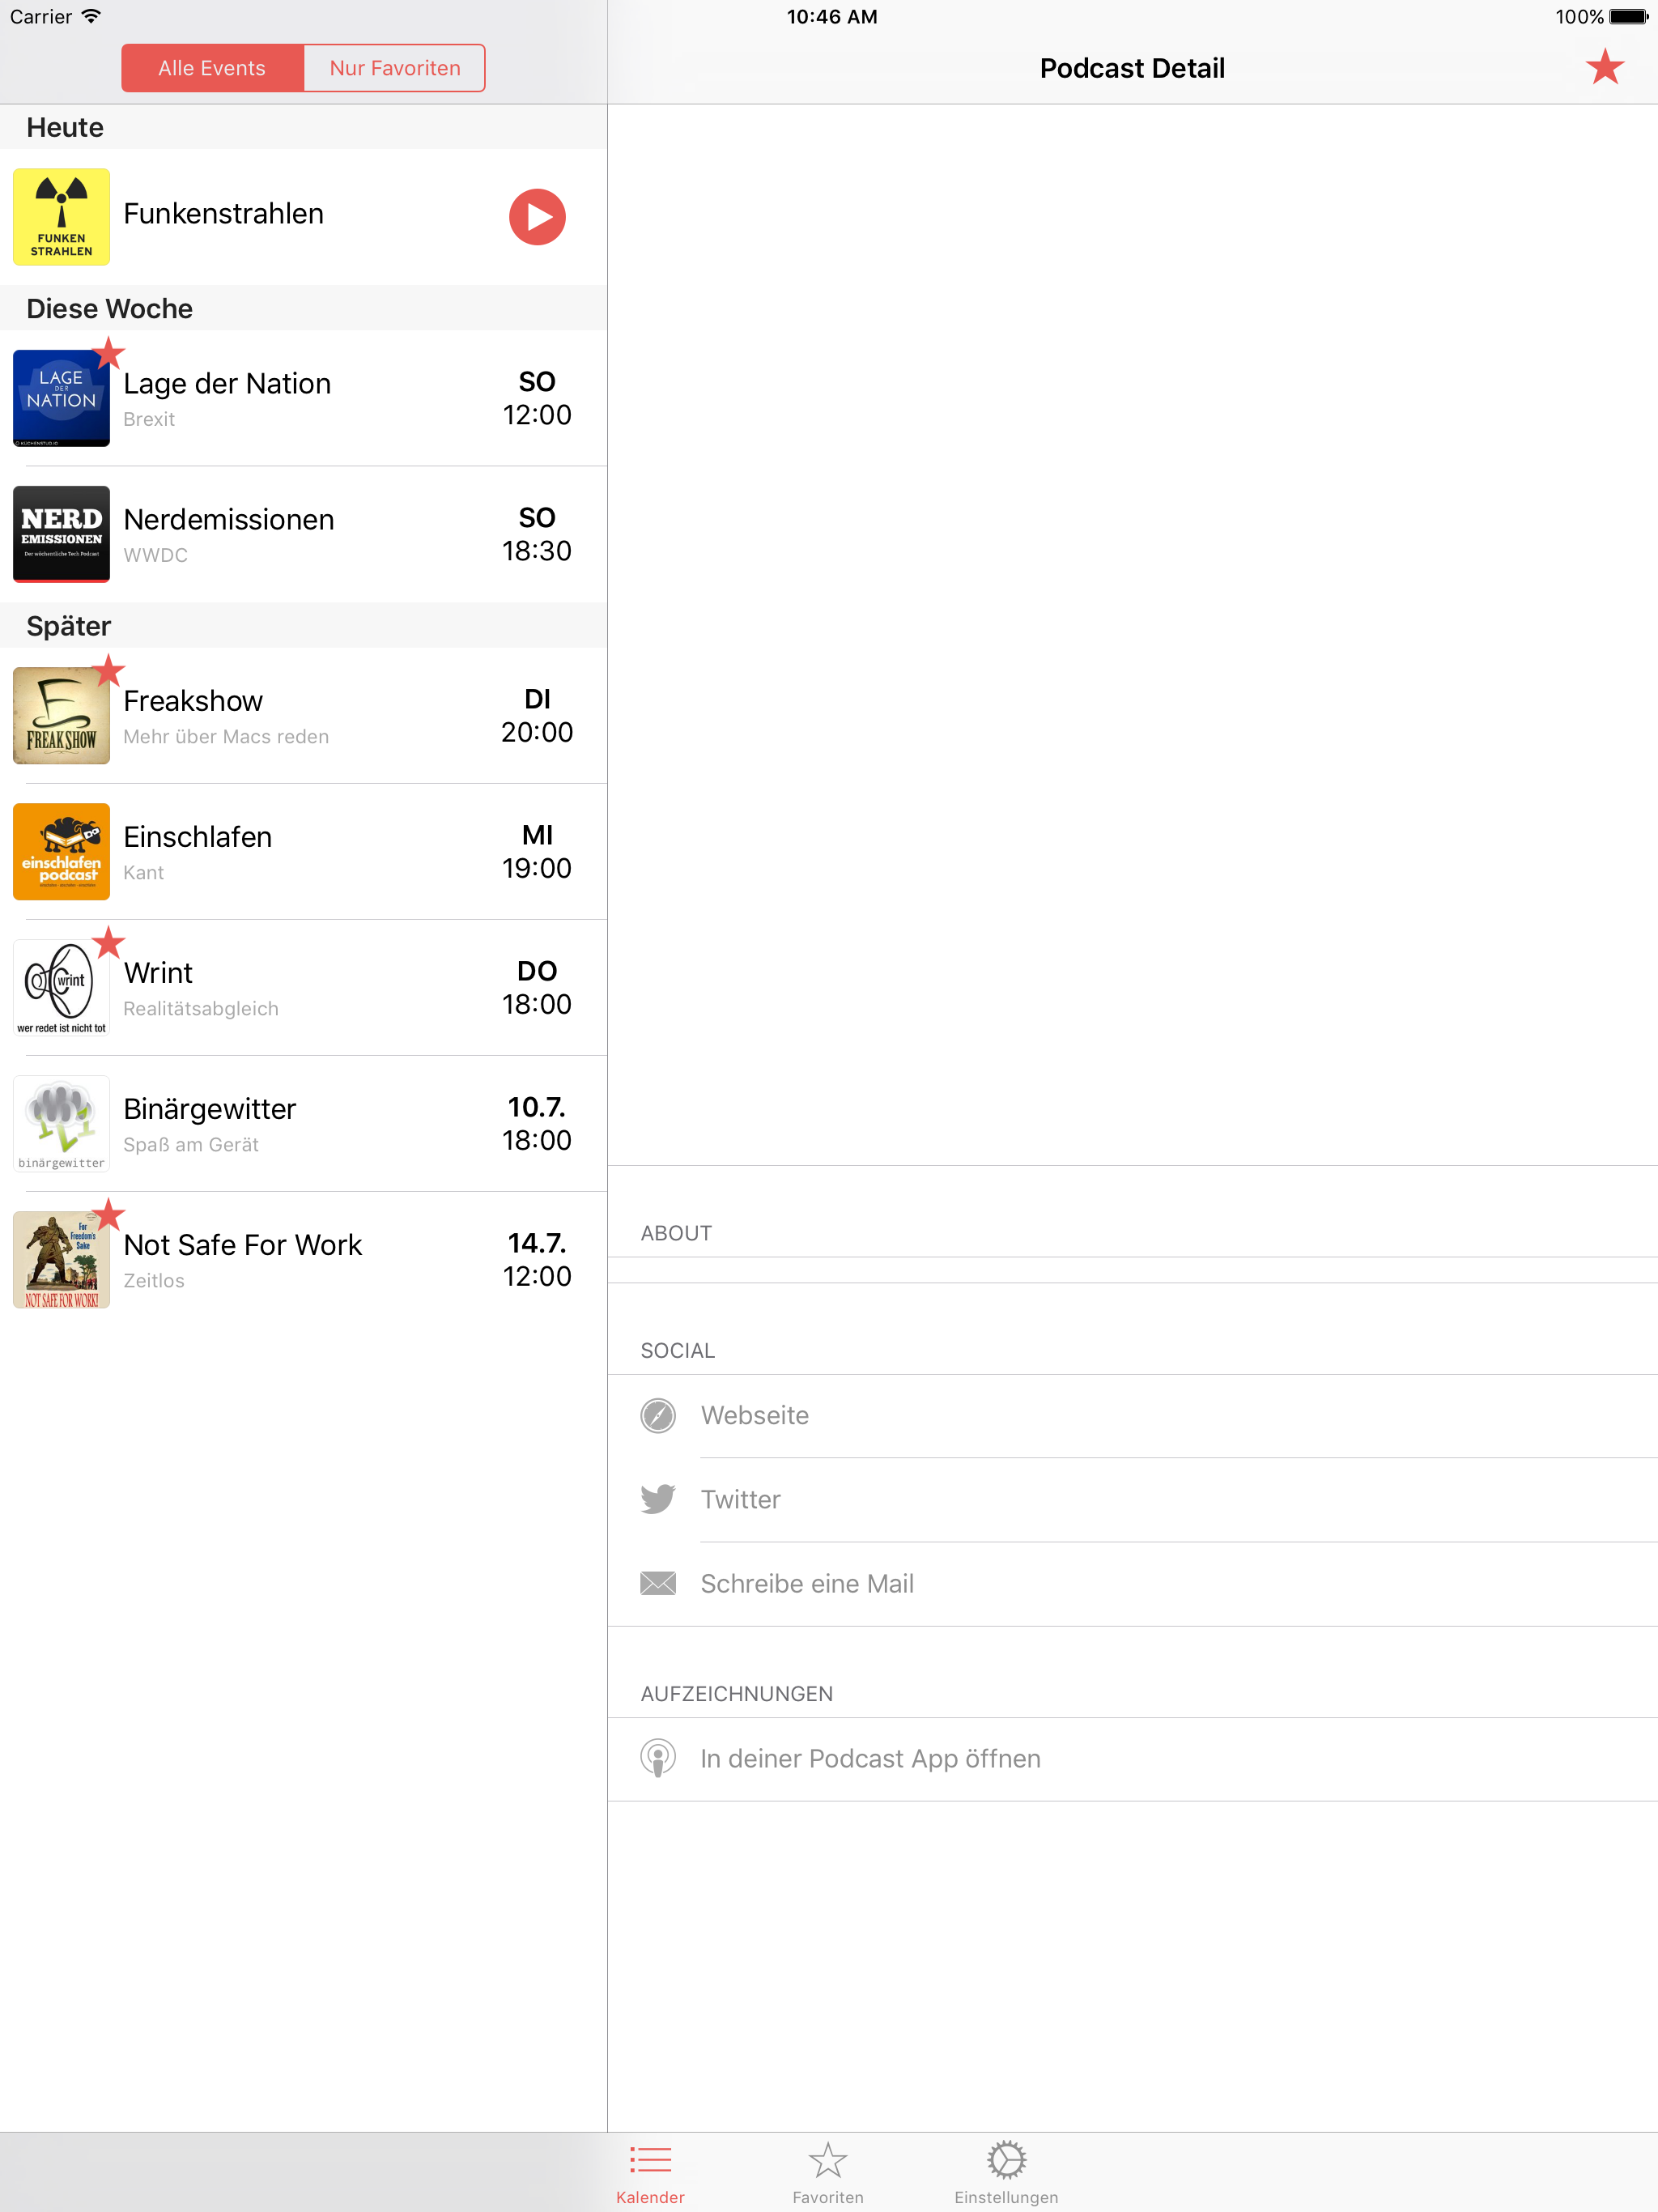 Carrier
10:46 AM
100%
Alle Events
Nur Favoriten
Podcast Detail
Heute
FUNKEN
STRAHLEN
Funkenstrahlen
Diese Woche
LAGE
DER
NATION
Lage der Nation
Brexit
SO
12:00
NERD
EMISSIONEN
Der wöchentliche Tech Podcast
Nerdemissionen
WWDC
SO
18:30
Später
FREAK SHOW
Freakshow
Mehr über Macs reden
DI
20:00
einschlafen
podcast
Einschlafen
Kant
MI
19:00
wrint
wer redet ist nicht tot
Wrint
Realitätsabgleich
DO
18:00
binärgewitter
Binärgewitter
Spaß am Gerät
10.7.
18:00
For
Freedom's
Sake
NOT SAFE FOR WORK!
Not Safe For Work
Zeitlos
14.7.
12:00
ABOUT
SOCIAL
Webseite
Twitter
Schreibe eine Mail
AUFZEICHNUNGEN
In deiner Podcast App öffnen
Kalender
Favoriten
Einstellungen